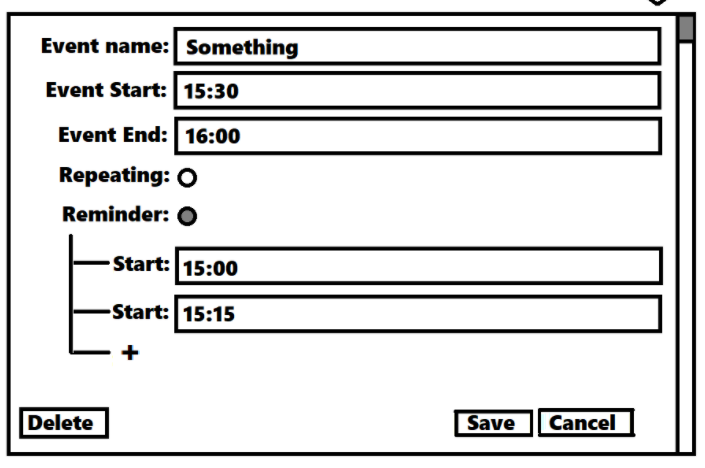 Event name: Something
Event Start: 15:30
Event End: 16:00
Repeating:
Reminder:
Start: 15:00
Start: 15:15
+
Delete Save Cancel